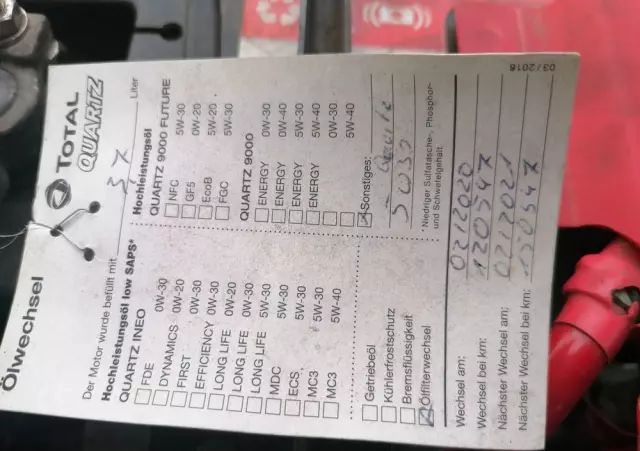 Ölwechsel
TOTAL
QUARTZ
Der Motor wurde befüllt mit 3,7 Liter
Hochleistungsöl low SAPS*
QUARTZ INEO
FDE 0W-30
DYNAMICS 0W-20
FIRST 0W-30
EFFICIENCY 0W-30
LONG LIFE 0W-20
LONG LIFE 0W-30
LONG LIFE 5W-30
MDC 5W-30
ECS 5W-30
MC3 5W-30
MC3 5W-40
Hochleistungsöl
QUARTZ 9000 FUTURE
NFC 5W-30
GF5 0W-20
EcoB 5W-20
FGC 5W-30
QUARTZ 9000
ENERGY 0W-30
ENERGY 0W-40
ENERGY 5W-30
ENERGY 5W-40
0W-30
5W-40
Sonstiges:
5W30
*Niedriger Sulfatasche-, Phosphor-
und Schwefelgehalt.
Getriebeöl
Kühlerfrostschutz
Bremsflüssigkeit
Ölfilterwechsel
Wechsel am: 02/2020
Wechsel bei km: 120547
Nächster Wechsel am: 02/2021
Nächster Wechsel bei km: 150547
03/2018